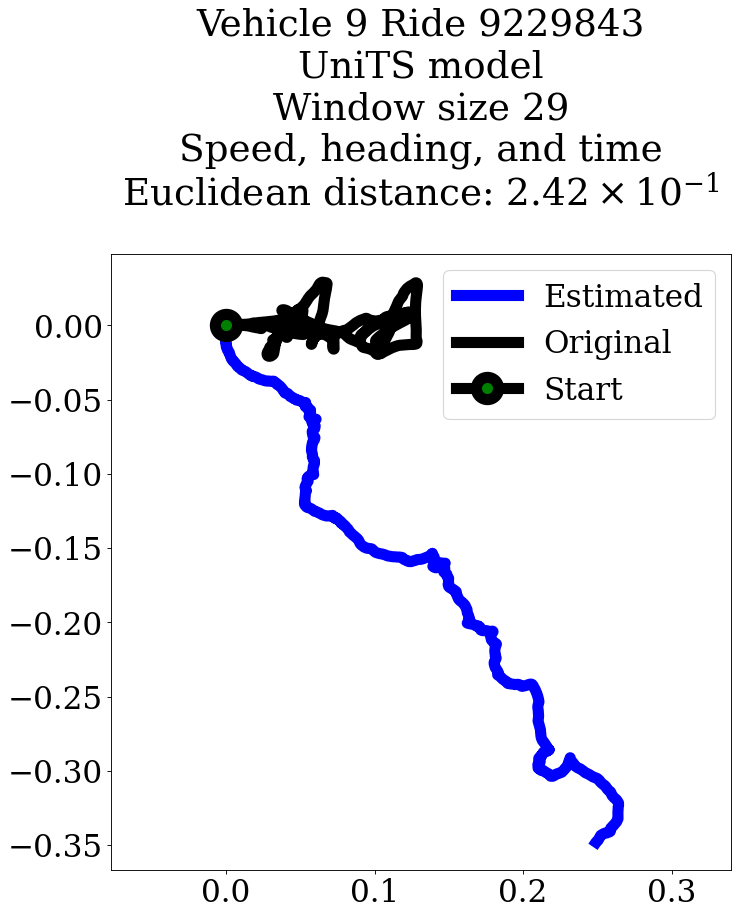 Vehicle 9 Ride 9229843
UniTS model
Window size 29
Speed, heading, and time
Euclidean distance: $2.42 \times 10^{-1}$
Estimated
Original
Start
0.00
−0.05
−0.10
−0.15
−0.20
−0.25
−0.30
−0.35
0.0 0.1 0.2 0.3